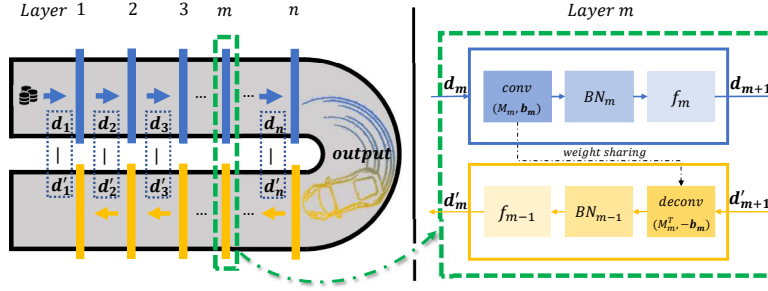 Layer 1 2 3 m n
... ...
d₁ d₂ d₃ dₙ
output
d′₁ d′₂ d′₃ d′ₙ
... ...
Layer m
dₘ conv (Mₘ, bₘ) BNₘ fₘ dₘ₊₁
weight sharing
d′ₘ fₘ₋₁ BNₘ₋₁ deconv (Mₘᵀ, −bₘ) d′ₘ₊₁